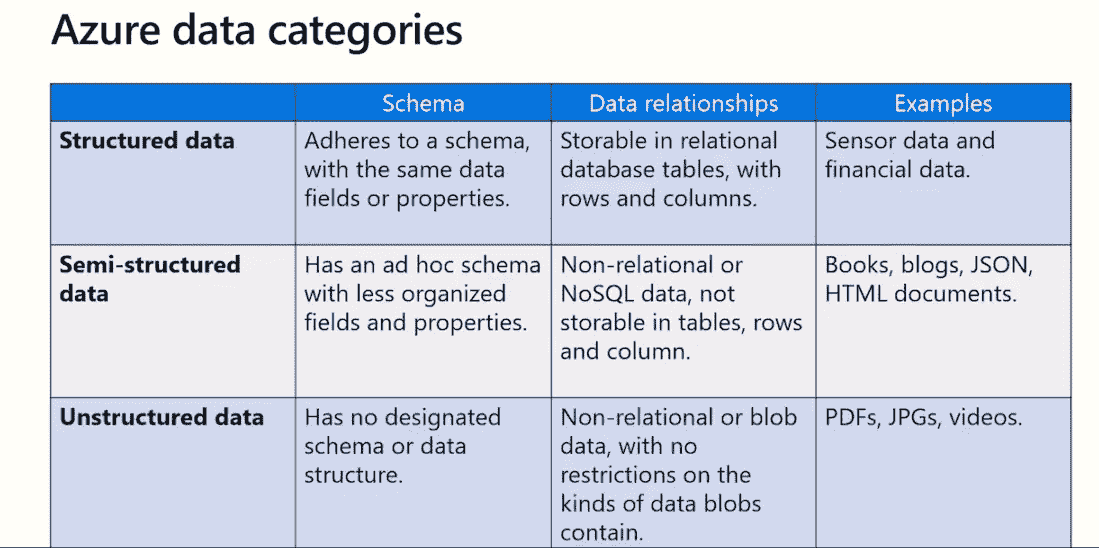 Azure data categories
Schema
Data relationships
Examples
Structured data
Adheres to a schema,
with the same data
fields or properties.
Storable in relational
database tables, with
rows and columns.
Sensor data and
financial data.
Semi-structured
data
Has an ad hoc schema
with less organized
fields and properties.
Non-relational or
NoSQL data, not
storable in tables, rows
and column.
Books, blogs, JSON,
HTML documents.
Unstructured data
Has no designated
schema or data
structure.
Non-relational or blob
data, with no
restrictions on the
kinds of data blobs
contain.
PDFs, JPGs, videos.